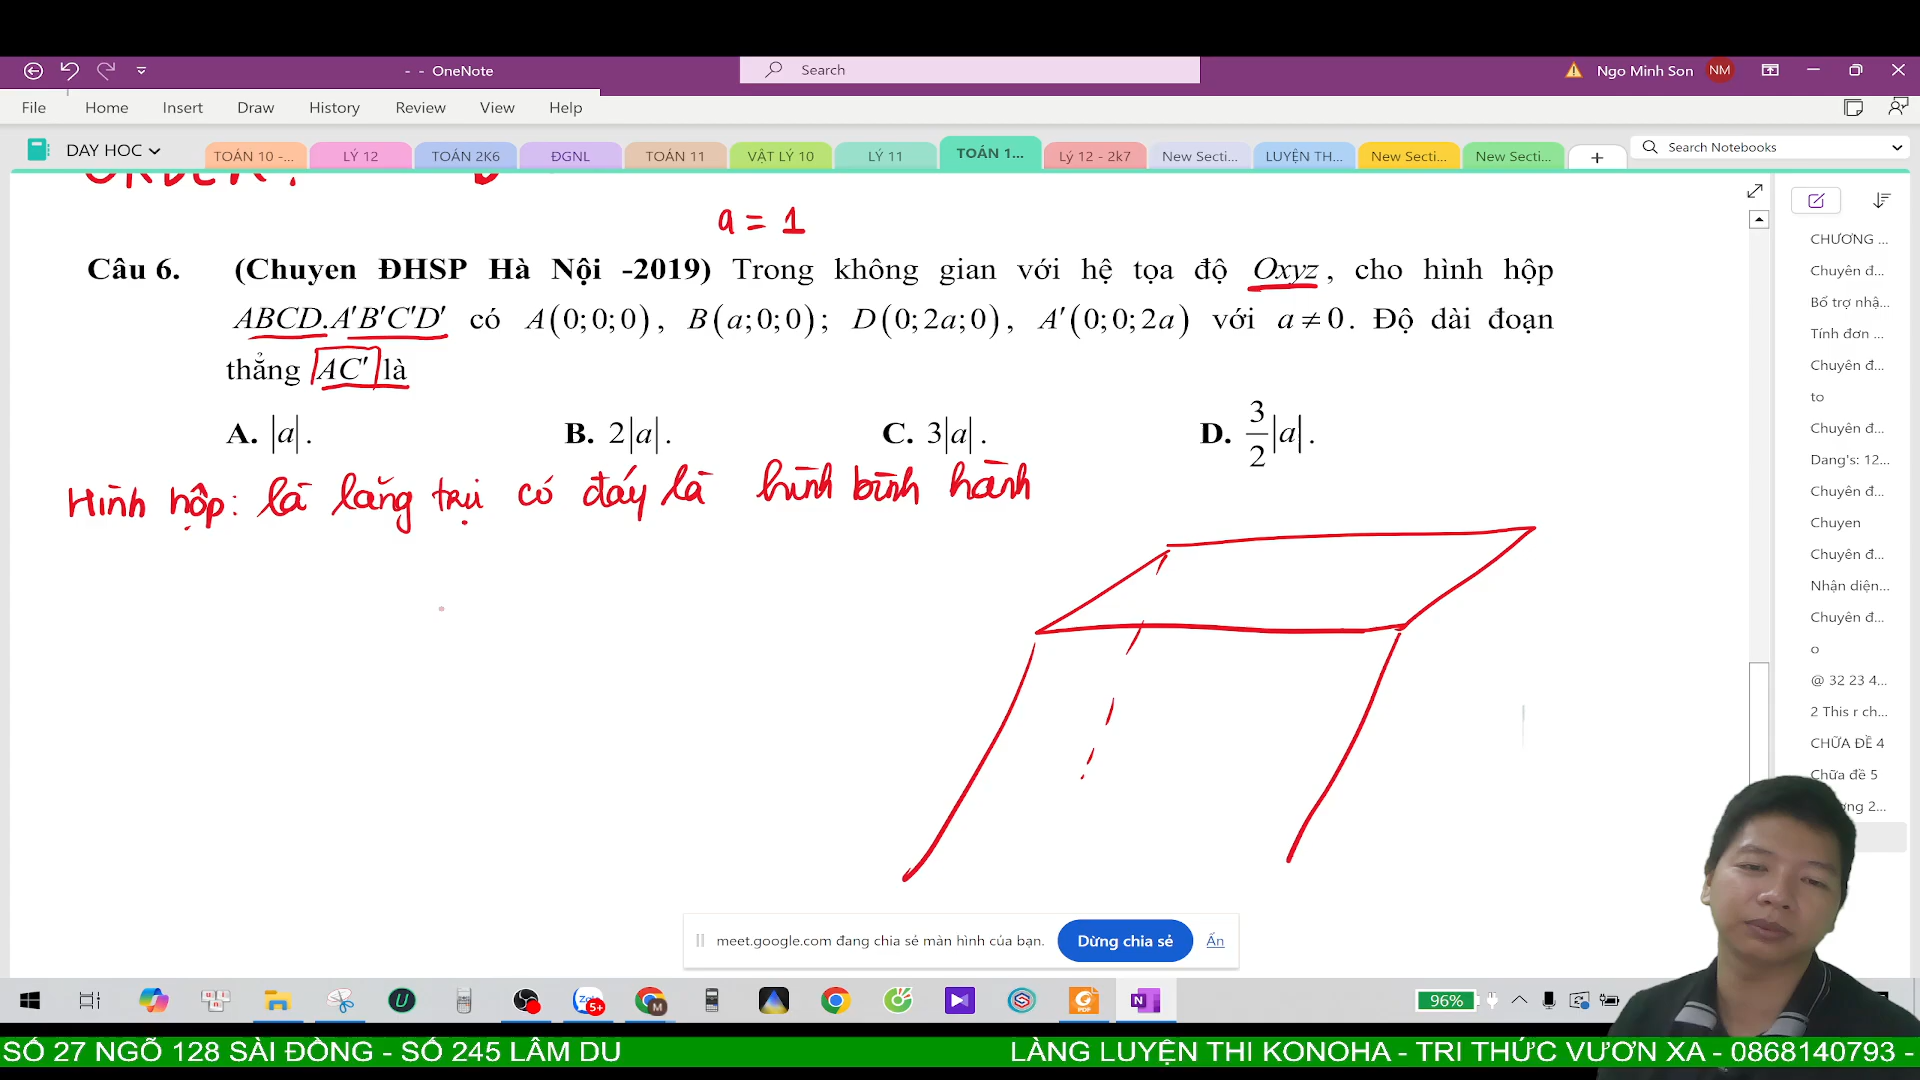 - - OneNote
Search
Ngo Minh Son NM
File Home Insert Draw History Review View Help
DAY HOC
TOÁN 10 -... LÝ 12 TOÁN 2K6 ĐGNL TOÁN 11 VẬT LÝ 10 LÝ 11 TOÁN 1... Lý 12 - 2k7 New Secti... LUYỆN TH... New Secti... New Secti... +
Search Notebooks
a = 1
Câu 6. (Chuyen ĐHSP Hà Nội -2019) Trong không gian với hệ tọa độ Oxyz, cho hình hộp
ABCD.A'B'C'D' có A(0;0;0), B(a;0;0); D(0;2a;0), A'(0;0;2a) với a≠0. Độ dài đoạn
thẳng AC' là
A. |a|. B. 2|a|. C. 3|a|. D. 3/2|a|.
Hình hộp: là lăng trụ có đáy là hình bình hành
CHƯƠNG ...
Chuyên đ...
Bổ trợ nhậ...
Tính đơn ...
Chuyên đ...
to
Chuyên đ...
Dang's: 12...
Chuyên đ...
Chuyen
Chuyên đ...
Nhận diện...
Chuyên đ...
o
@ 32 23 4...
2 This r ch...
CHỮA ĐỀ 4
Chữa đề 5
meet.google.com đang chia sẻ màn hình của bạn. Dừng chia sẻ Ẩn
96%
SỐ 27 NGÕ 128 SÀI ĐỒNG - SỐ 245 LÂM DU
LÀNG LUYỆN THI KONOHA - TRI THỨC VƯƠN XA - 0868140793 -